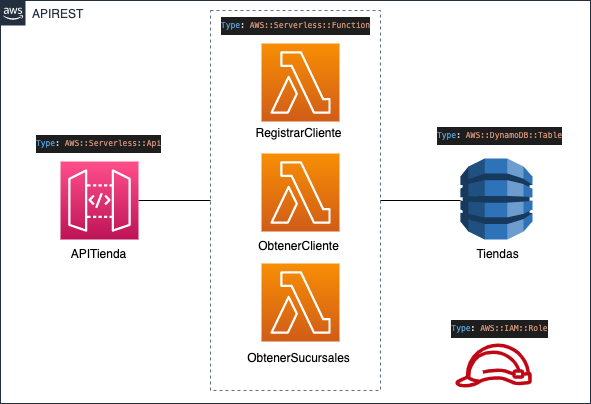 aws
APIREST
Type: AWS::Serverless::Function
RegistrarCliente
Type: AWS::Serverless::Api
</>
APITienda
ObtenerCliente
ObtenerSucursales
Type: AWS::DynamoDB::Table
Tiendas
Type: AWS::IAM::Role